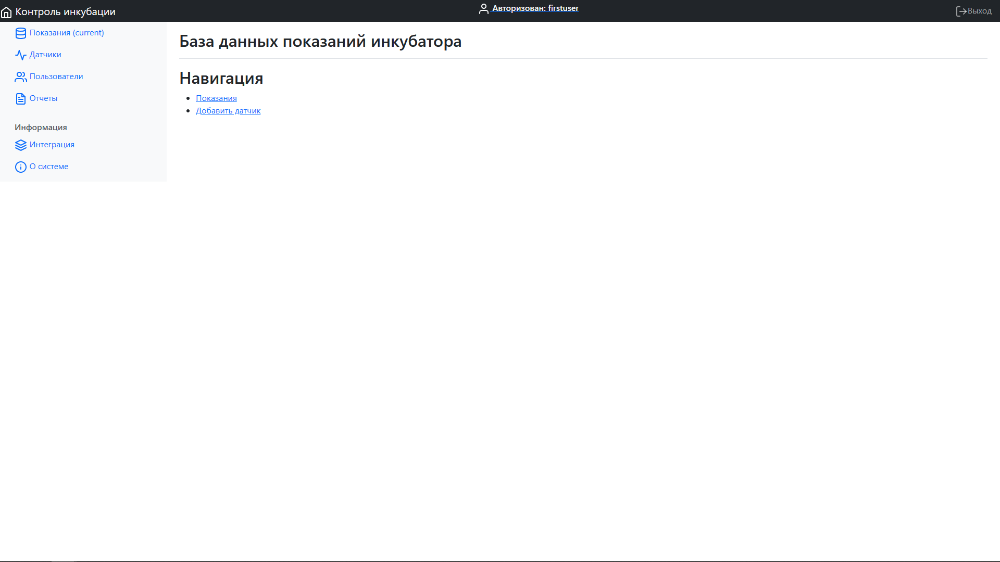 Контроль инкубации
Авторизован: firstuser
Выход
Показания (current)
Датчики
Пользователи
Отчеты
Информация
Интеграция
О системе
База данных показаний инкубатора
Навигация
Показания
Добавить датчик